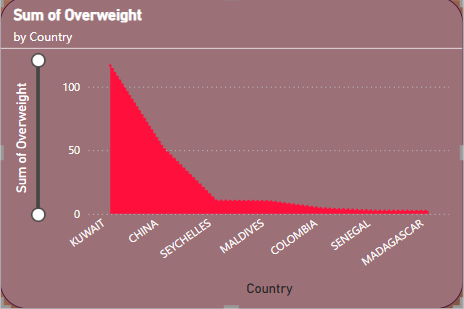 Sum of Overweight
by Country
Sum of Overweight
100
50
0
KUWAIT
CHINA
SEYCHELLES
MALDIVES
COLOMBIA
SENEGAL
MADAGASCAR
Country